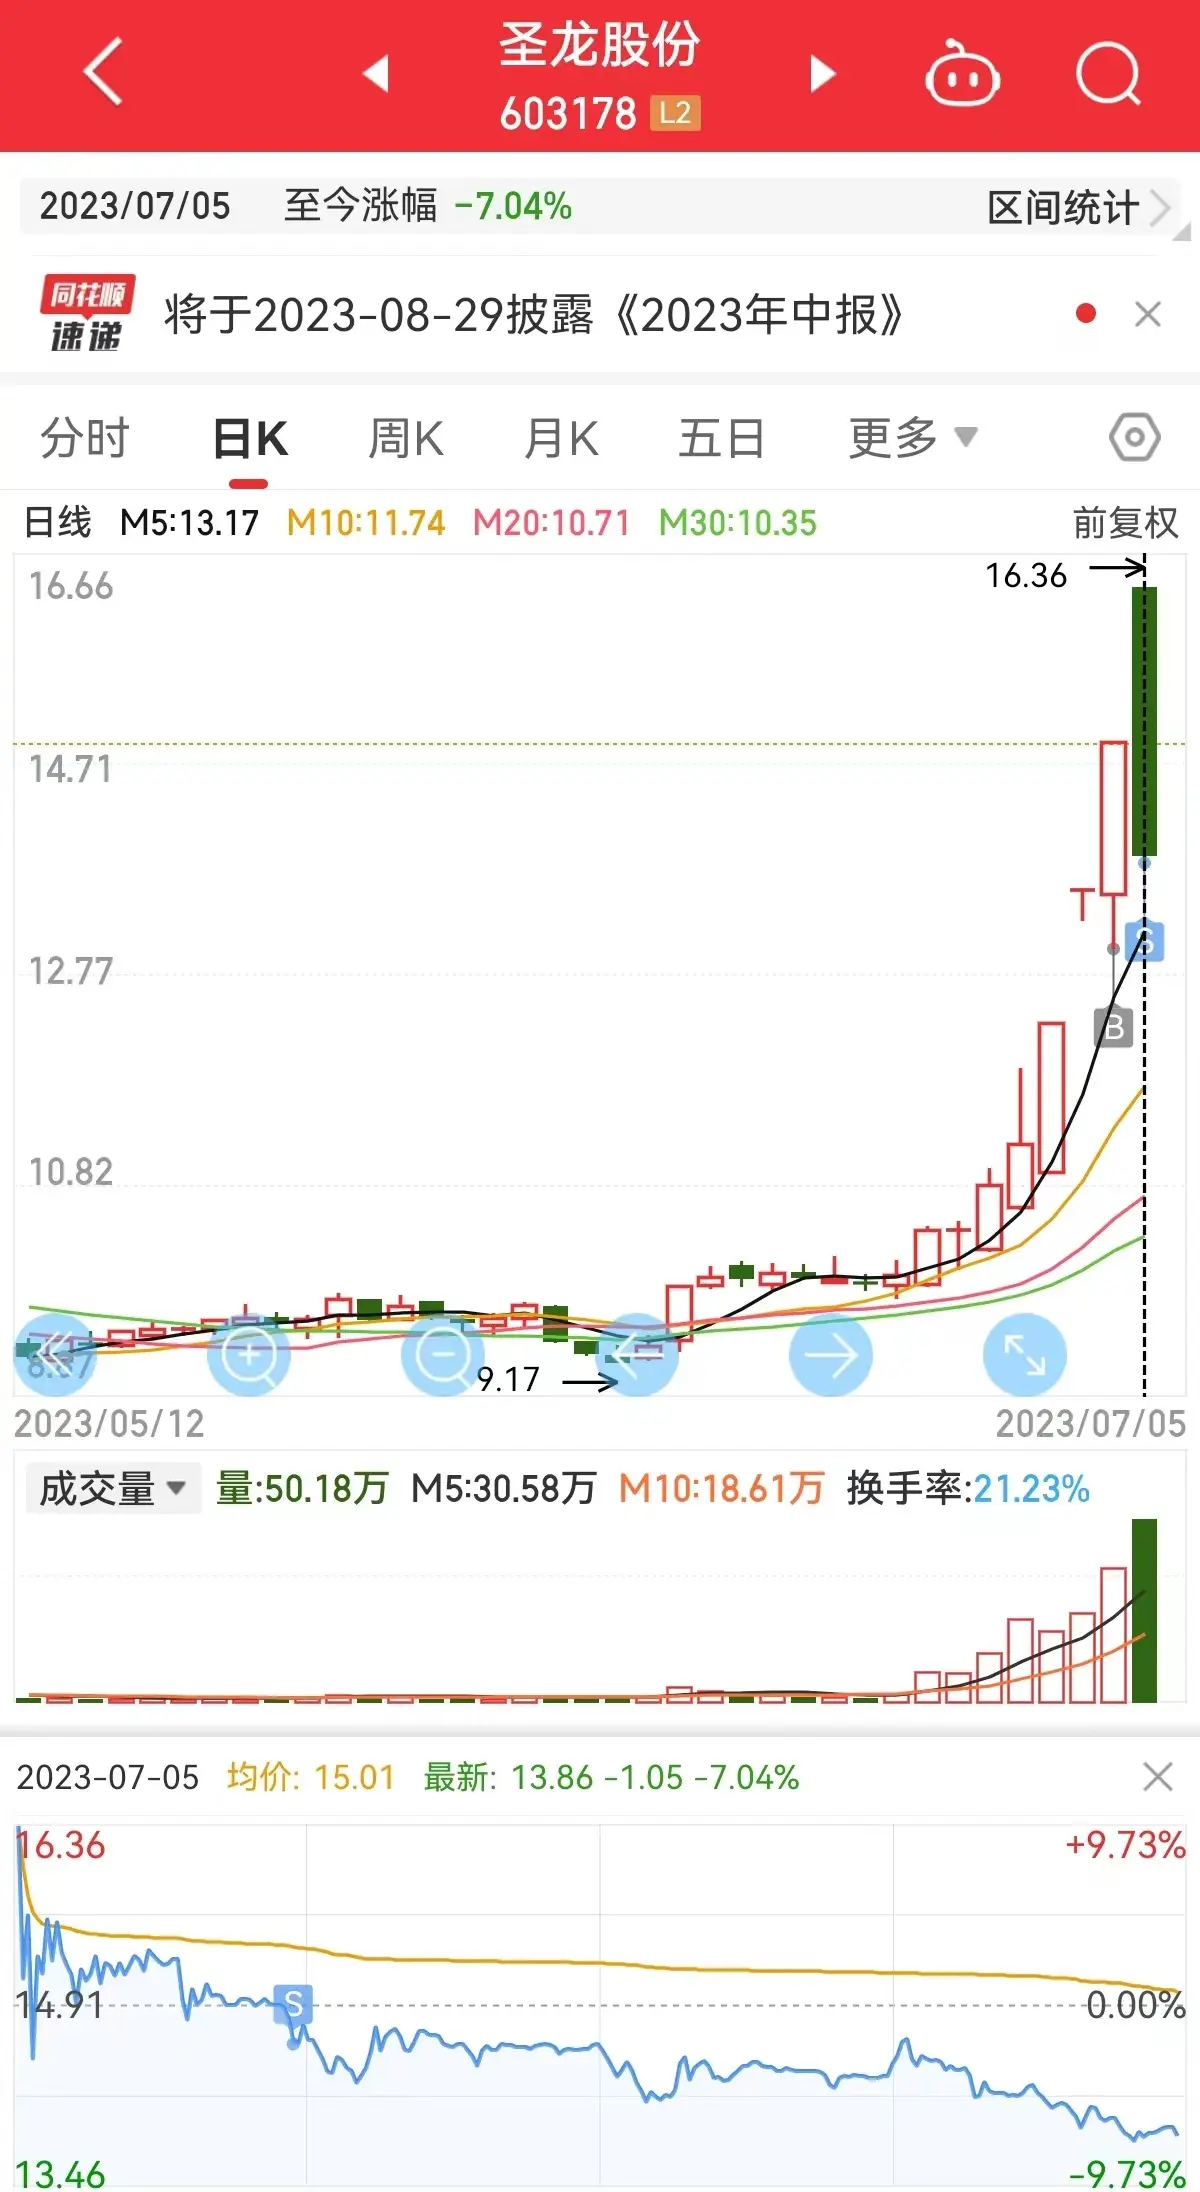 圣龙股份
603178 L2
2023/07/05 至今涨幅 -7.04% 区间统计
同花顺
速递
将于2023-08-29披露《2023年中报》
分时 日K 周K 月K 五日 更多
日线 M5:13.17 M10:11.74 M20:10.71 M30:10.35 前复权
16.36
16.66
14.71
12.77
S
B
10.82
9.17
2023/05/12 2023/07/05
成交量 量:50.18万 M5:30.58万 M10:18.61万 换手率:21.23%
2023-07-05 均价: 15.01 最新: 13.86 -1.05 -7.04%
16.36 +9.73%
S
14.91 0.00%
13.46 -9.73%